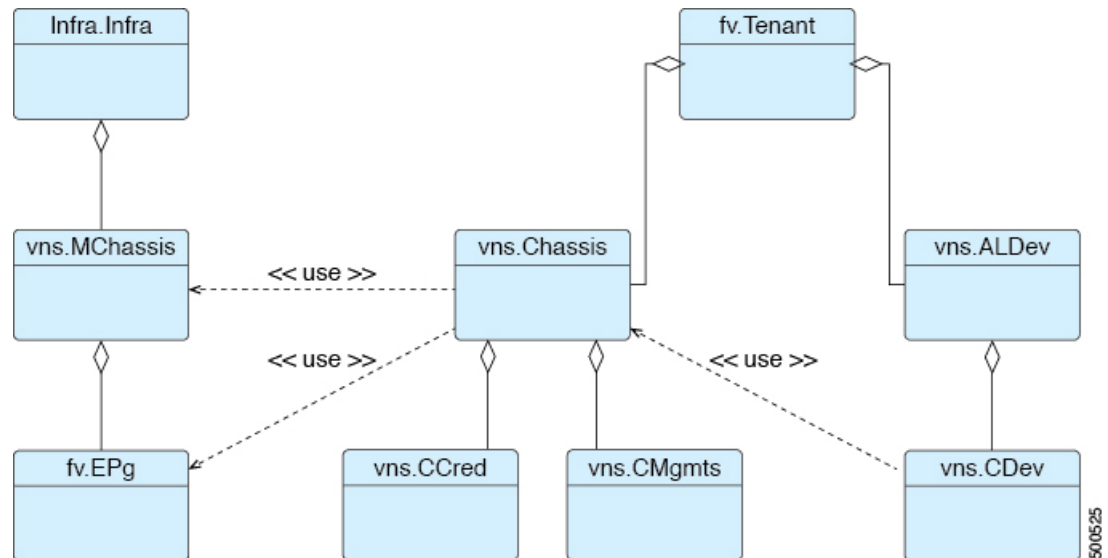 Infra.Infra
fv.Tenant
vns.MChassis
vns.Chassis
vns.ALDev
<< use >>
<< use >>
<< use >>
fv.EPg
vns.CCred
vns.CMgmts
vns.CDev
500525